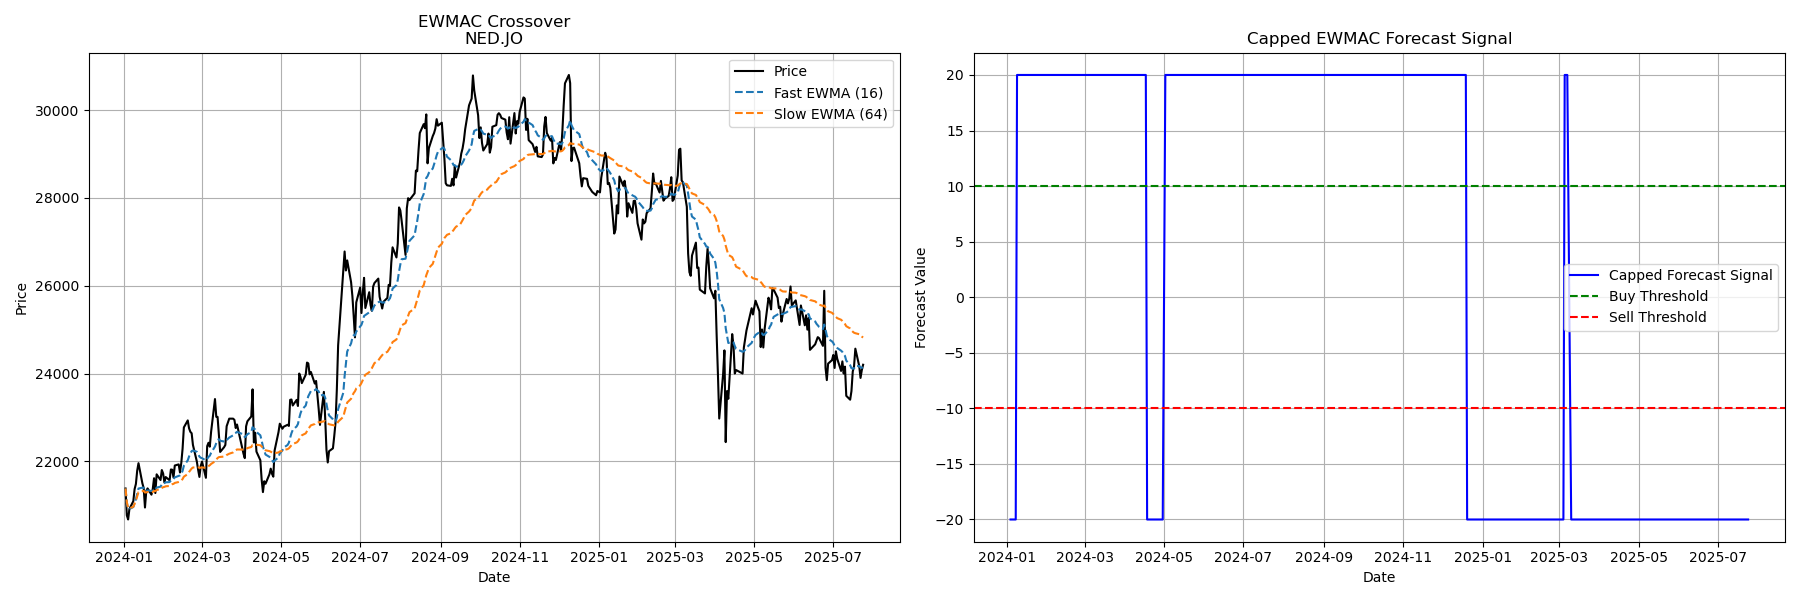 EWMAC Crossover
NED.JO
Price
Fast EWMA (16)
Slow EWMA (64)
30000
28000
26000
24000
22000
Price
2024-01 2024-03 2024-05 2024-07 2024-09 2024-11 2025-01 2025-03 2025-05 2025-07
Date
Capped EWMAC Forecast Signal
20
15
10
5
0
−5
−10
−15
−20
Forecast Value
Capped Forecast Signal
Buy Threshold
Sell Threshold
2024-01 2024-03 2024-05 2024-07 2024-09 2024-11 2025-01 2025-03 2025-05 2025-07
Date